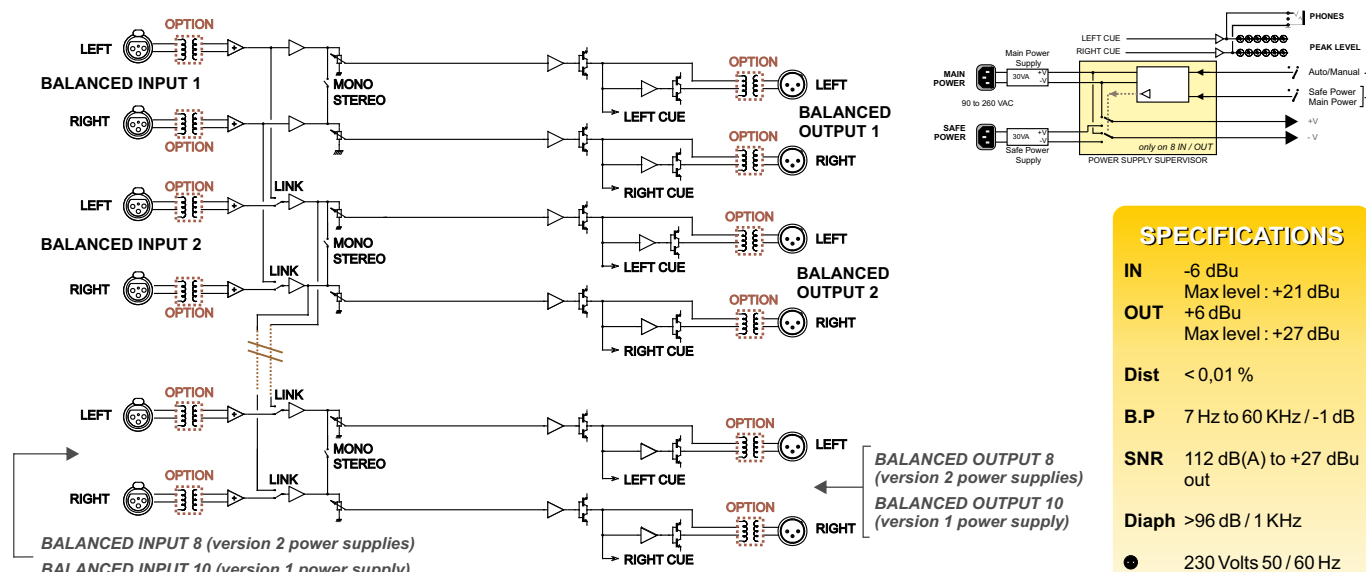 OPTION
LEFT
BALANCED INPUT 1
RIGHT
OPTION
MONO
STEREO
LEFT CUE
OPTION
LEFT
BALANCED
OUTPUT 1
OPTION
RIGHT
RIGHT CUE
OPTION
LEFT
LINK
BALANCED INPUT 2
MONO
STEREO
LINK
RIGHT
OPTION
LEFT CUE
OPTION
LEFT
BALANCED
OUTPUT 2
OPTION
RIGHT
RIGHT CUE
OPTION
LEFT
LINK
MONO
STEREO
OPTION
LINK
RIGHT
BALANCED INPUT 8 (version 2 power supplies)
BALANCED INPUT 10 (version 1 power supply)
OPTION
LEFT
LEFT CUE
OPTION
RIGHT
RIGHT CUE
BALANCED OUTPUT 8
(version 2 power supplies)
BALANCED OUTPUT 10
(version 1 power supply)
PHONES
LEFT CUE
RIGHT CUE
PEAK LEVEL
Main Power
Supply
MAIN
POWER
30VA
+V
-V
90 to 260 VAC
Auto/Manual
Safe Power
Main Power
+V
- V
SAFE
POWER
30VA
+V
-V
Safe Power
Supply
only on 8 IN / OUT
POWER SUPPLY SUPERVISOR
SPECIFICATIONS
IN -6 dBu
Max level : +21 dBu
OUT +6 dBu
Max level : +27 dBu
Dist < 0,01 %
B.P 7 Hz to 60 KHz / -1 dB
SNR 112 dB(A) to +27 dBu
out
Diaph >96 dB / 1 KHz
230 Volts 50 / 60 Hz